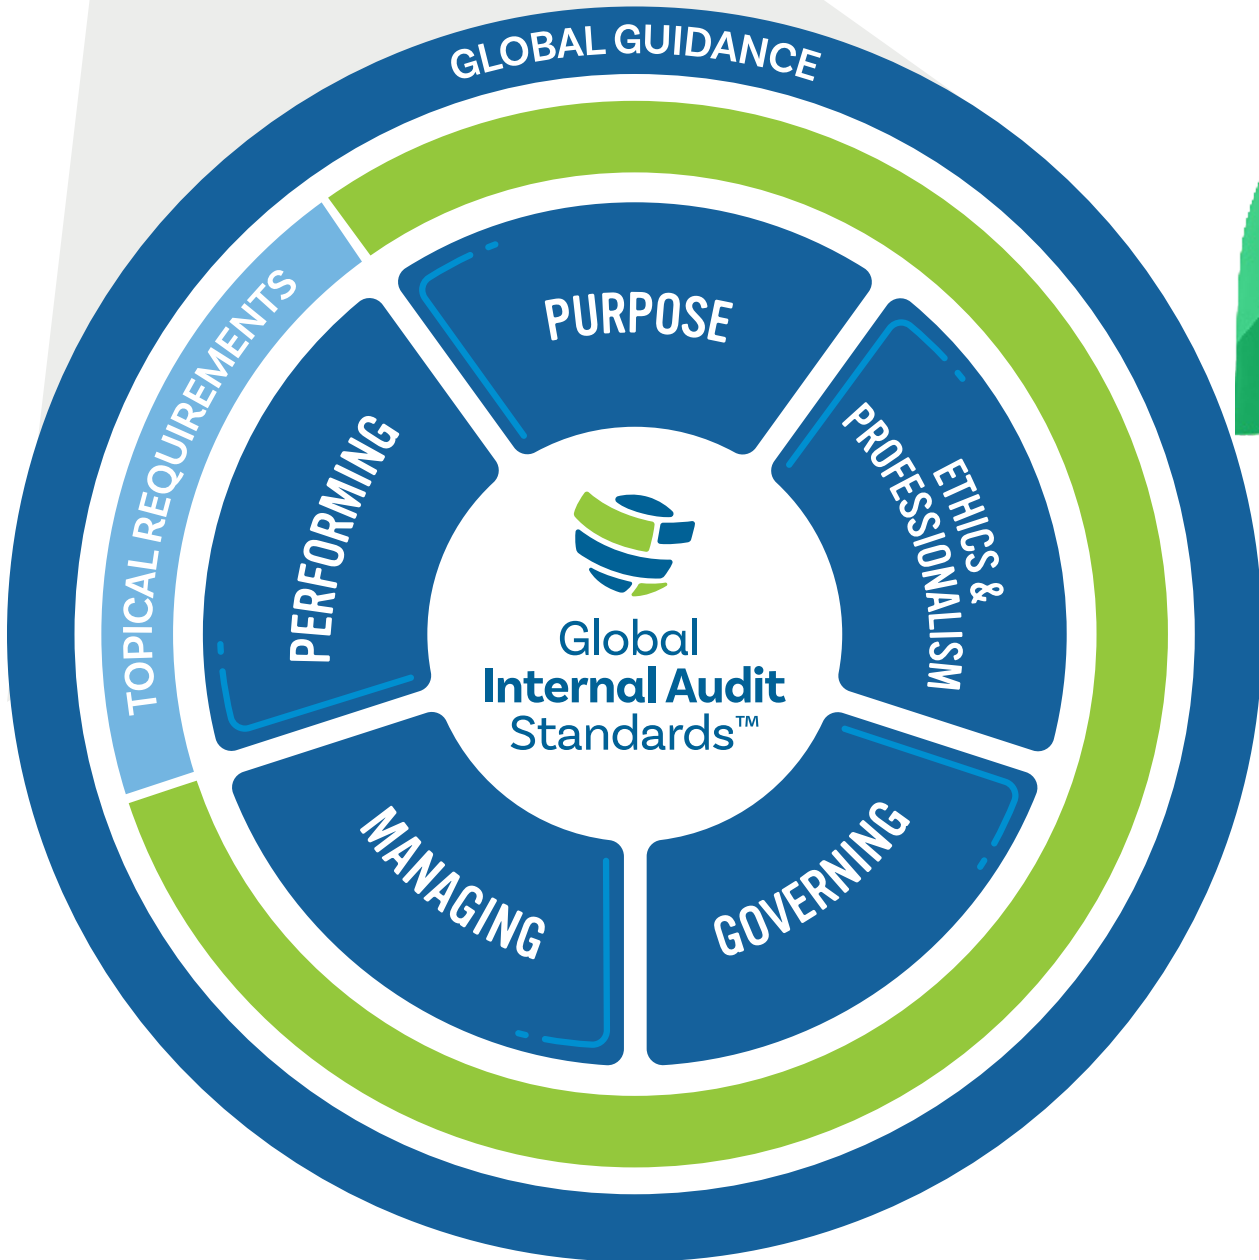 GLOBAL GUIDANCE
TOPICAL REQUIREMENTS
PURPOSE
ETHICS &
PROFESSIONALISM
GOVERNING
MANAGING
PERFORMING
Global
Internal Audit
Standards™